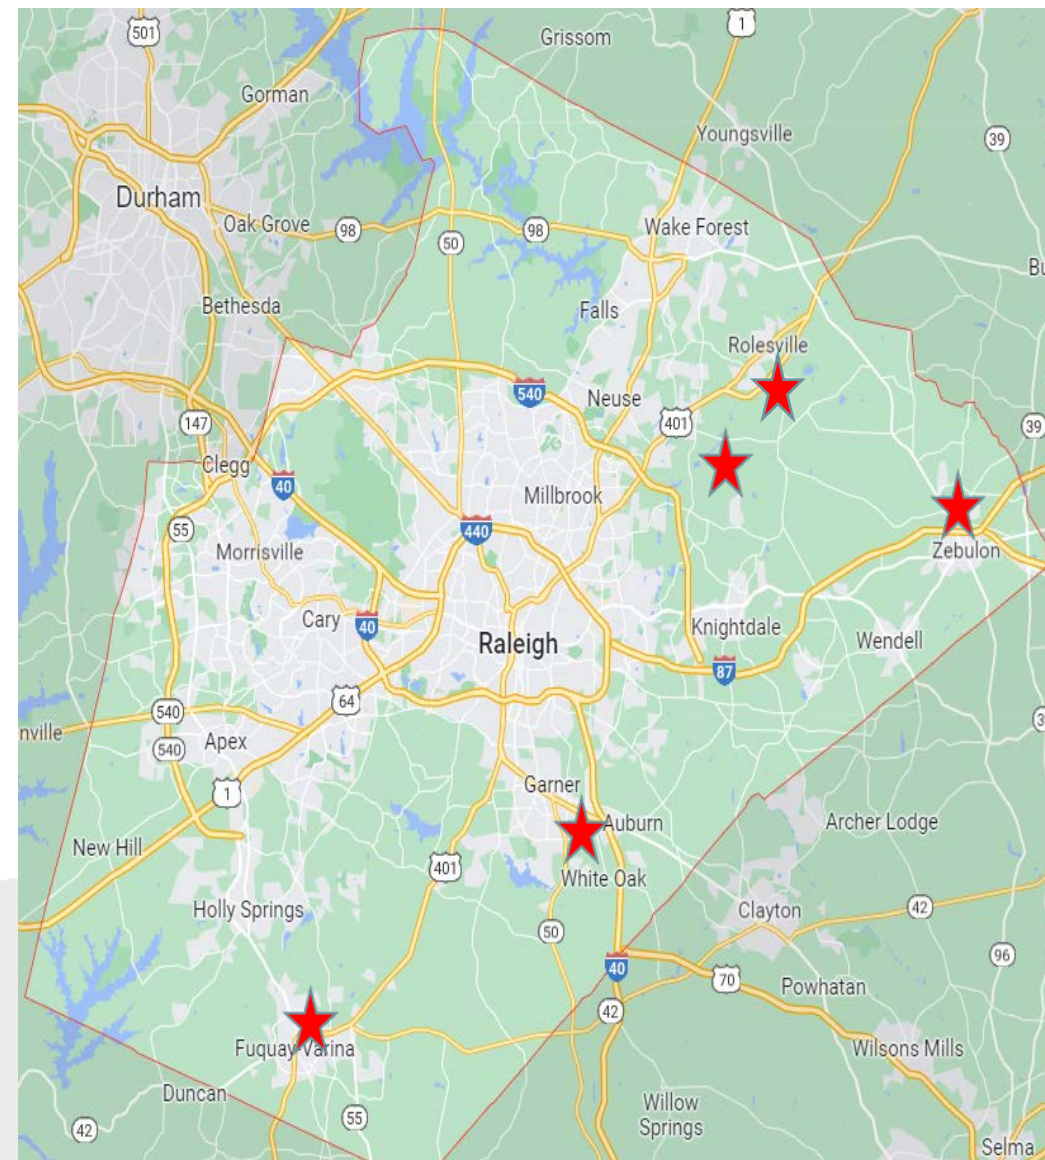 501
1
Grissom
Gorman
Youngsville
39
Durham
Oak Grove
98
50
98
Wake Forest
Bu
Bethesda
Falls
Rolesville
540
Neuse
401
147
39
Clegg
40
Millbrook
55
440
Morrisville
Zebulon
Cary
40
Raleigh
Knightdale
Wendell
87
64
540
nville
540
Apex
3
Garner
1
Auburn
Archer Lodge
New Hill
401
White Oak
Holly Springs
Clayton
42
50
40
70
96
Powhatan
42
Fuquay-Varina
Wilsons Mills
Duncan
55
42
Willow
Springs
Selma